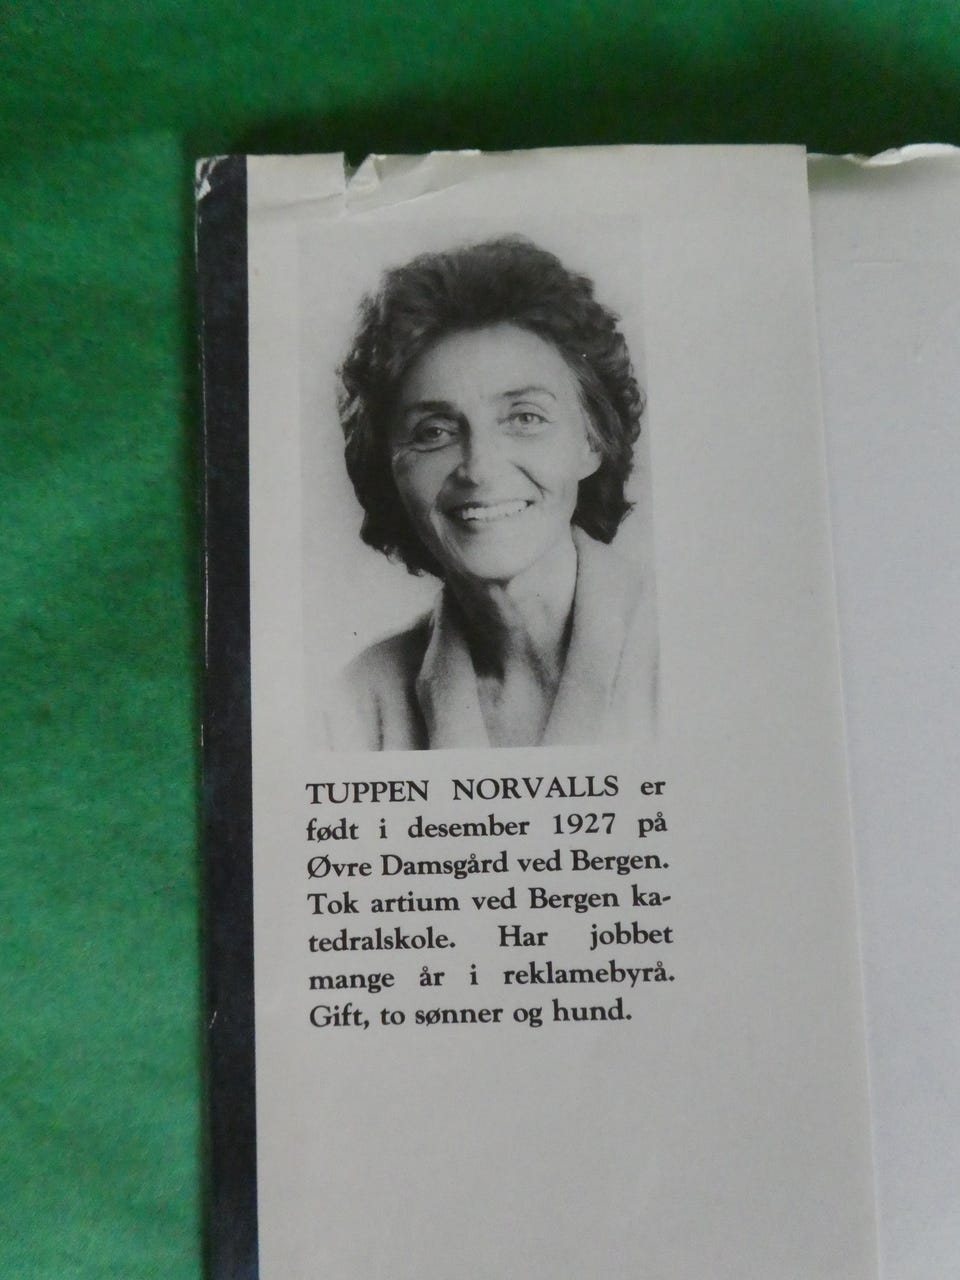 TUPPEN NORVALLS er
født i desember 1927 på
Øvre Damsgård ved Bergen.
Tok artium ved Bergen ka-
tedralskole. Har jobbet
mange år i reklamebyrå.
Gift, to sønner og hund.